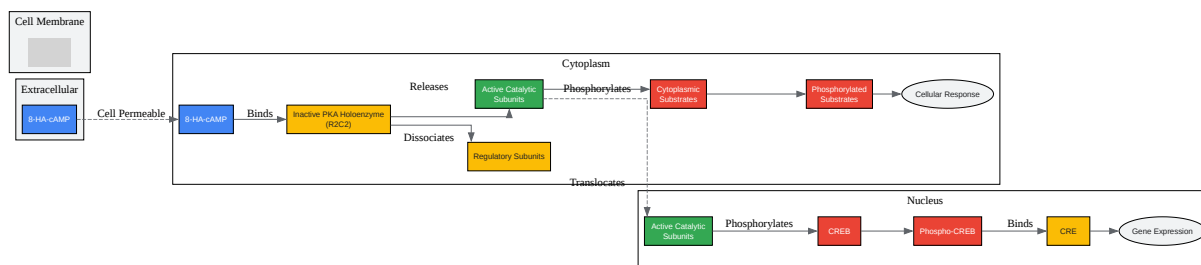 Cell Membrane
Extracellular
8-HA-cAMP
Cell Permeable
Cytoplasm
8-HA-cAMP
Binds
Inactive PKA Holoenzyme
(R2C2)
Releases
Dissociates
Active Catalytic
Subunits
Regulatory Subunits
Phosphorylates
Cytoplasmic
Substrates
Phosphorylated
Substrates
Cellular Response
Translocates
Nucleus
Active Catalytic
Subunits
Phosphorylates
CREB
Phospho-CREB
Binds
CRE
Gene Expression